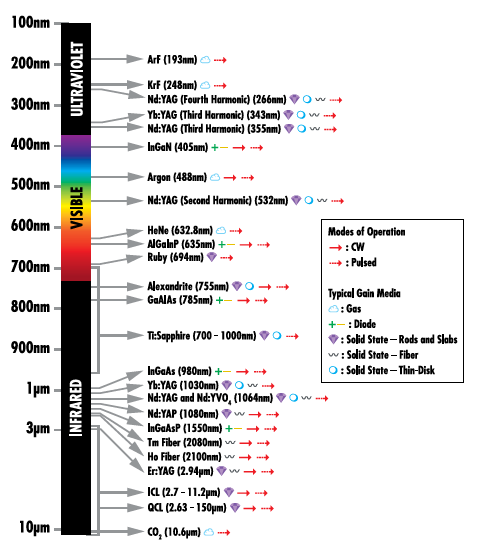 100nm
200nm
300nm
400nm
500nm
600nm
700nm
800nm
900nm
1µm
3µm
10µm
ULTRAVIOLET
VISIBLE
INFRARED
ArF (193nm)
KrF (248nm)
Nd:YAG (Fourth Harmonic) (266nm)
Yb:YAG (Third Harmonic) (343nm)
Nd:YAG (Third Harmonic) (355nm)
InGaN (405nm)
Argon (488nm)
Nd:YAG (Second Harmonic) (532nm)
HeNe (632.8nm)
AlGaInP (635nm)
Ruby (694nm)
Alexandrite (755nm)
GaAlAs (785nm)
Ti:Sapphire (700 - 1000nm)
InGaAs (980nm)
Yb:YAG (1030nm)
Nd:YAG and Nd:YVO4 (1064nm)
Nd:YAP (1080nm)
InGaAsP (1550nm)
Tm Fiber (2080nm)
Ho Fiber (2100nm)
Er:YAG (2.94µm)
ICL (2.7 - 11.2µm)
QCL (2.63 - 150µm)
CO2 (10.6µm)
Modes of Operation
: CW
: Pulsed
Typical Gain Media
: Gas
: Diode
: Solid State – Rods and Slabs
: Solid State – Fiber
: Solid State – Thin-Disk